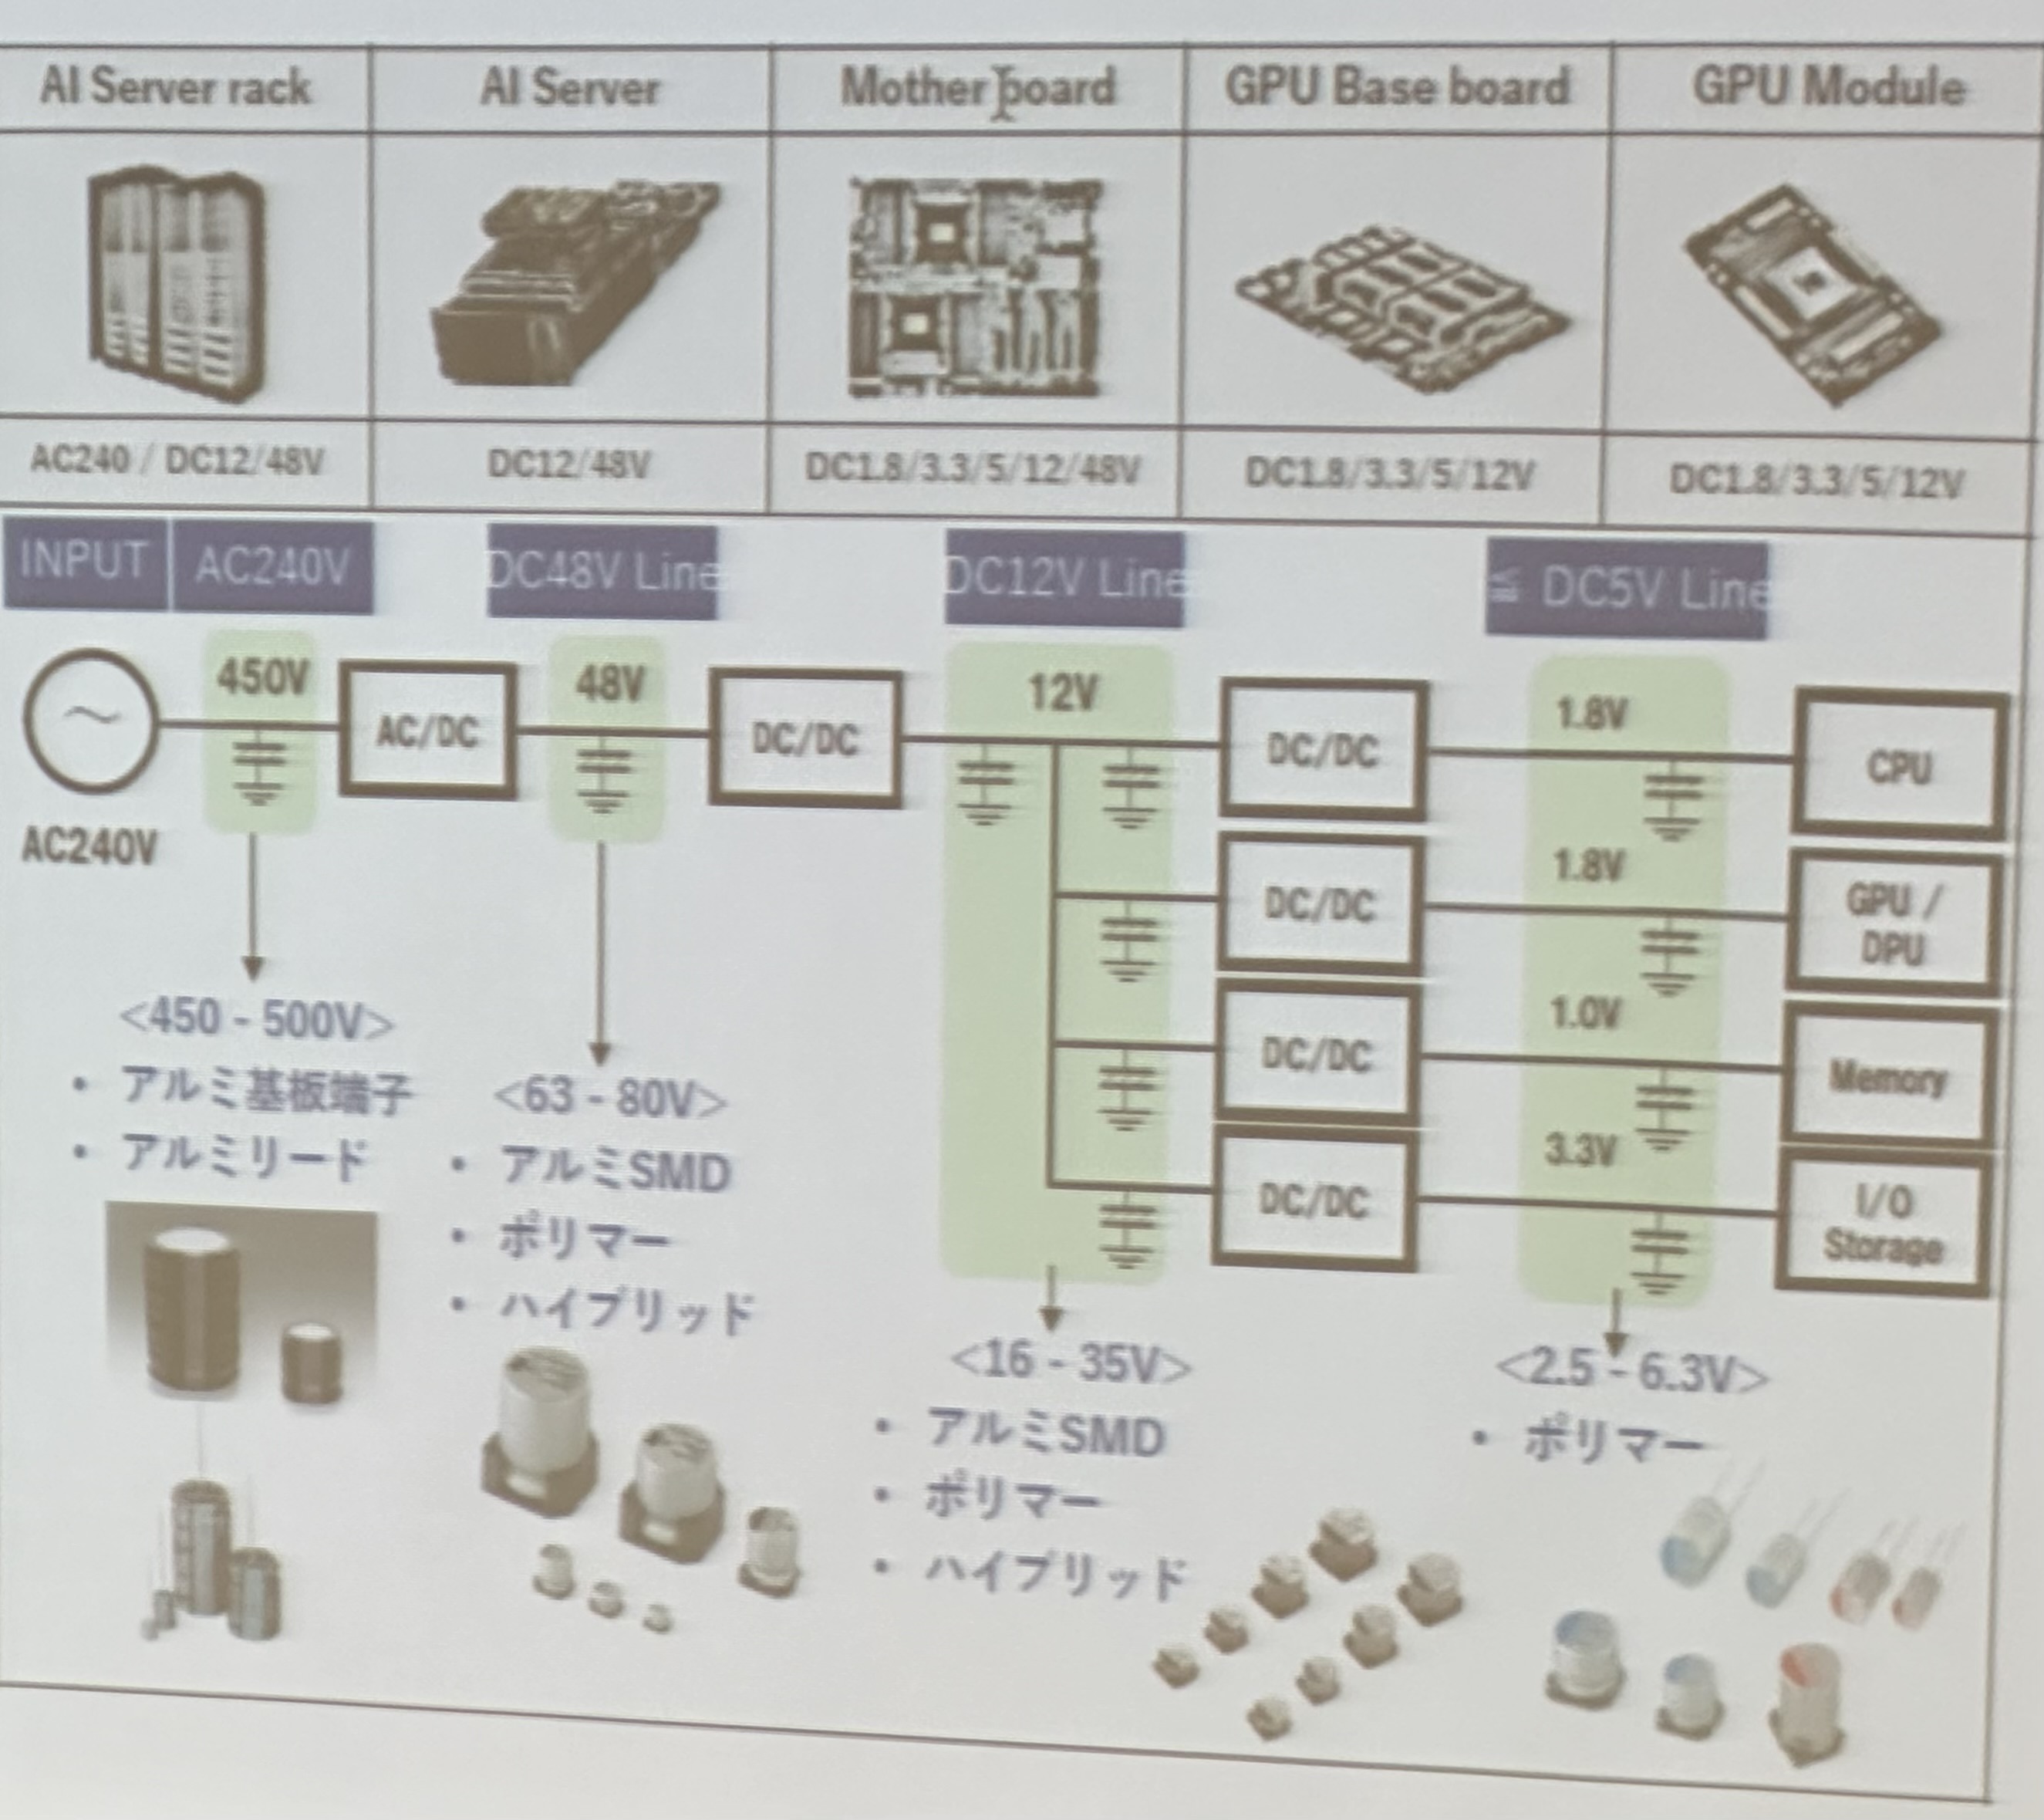 AI Server rack
AI Server
Mother board
GPU Base board
GPU Module
AC240 / DC12/48V
DC12/48V
DC1.8/3.3/5/12/48V
DC1.8/3.3/5/12V
DC1.8/3.3/5/12V
INPUT
AC240V
DC48V Line
DC12V Line
≦ DC5V Line
450V
48V
12V
1.8V
~
AC/DC
DC/DC
DC/DC
CPU
AC240V
1.8V
DC/DC
GPU /
DPU
1.0V
DC/DC
Memory
3.3V
DC/DC
I/O
Storage
<450 - 500V>
• アルミ基板端子
• アルミリード
<63 - 80V>
• アルミSMD
• ポリマー
• ハイブリッド
<16 - 35V>
• アルミSMD
• ポリマー
• ハイブリッド
<2.5 - 6.3V>
• ポリマー